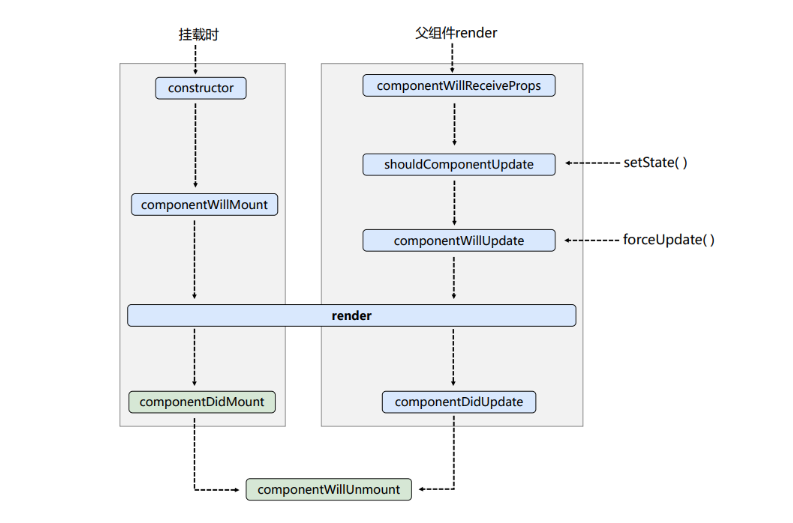 挂载时
父组件render
constructor
componentWillReceiveProps
shouldComponentUpdate
setState( )
componentWillMount
componentWillUpdate
forceUpdate( )
render
componentDidMount
componentDidUpdate
componentWillUnmount